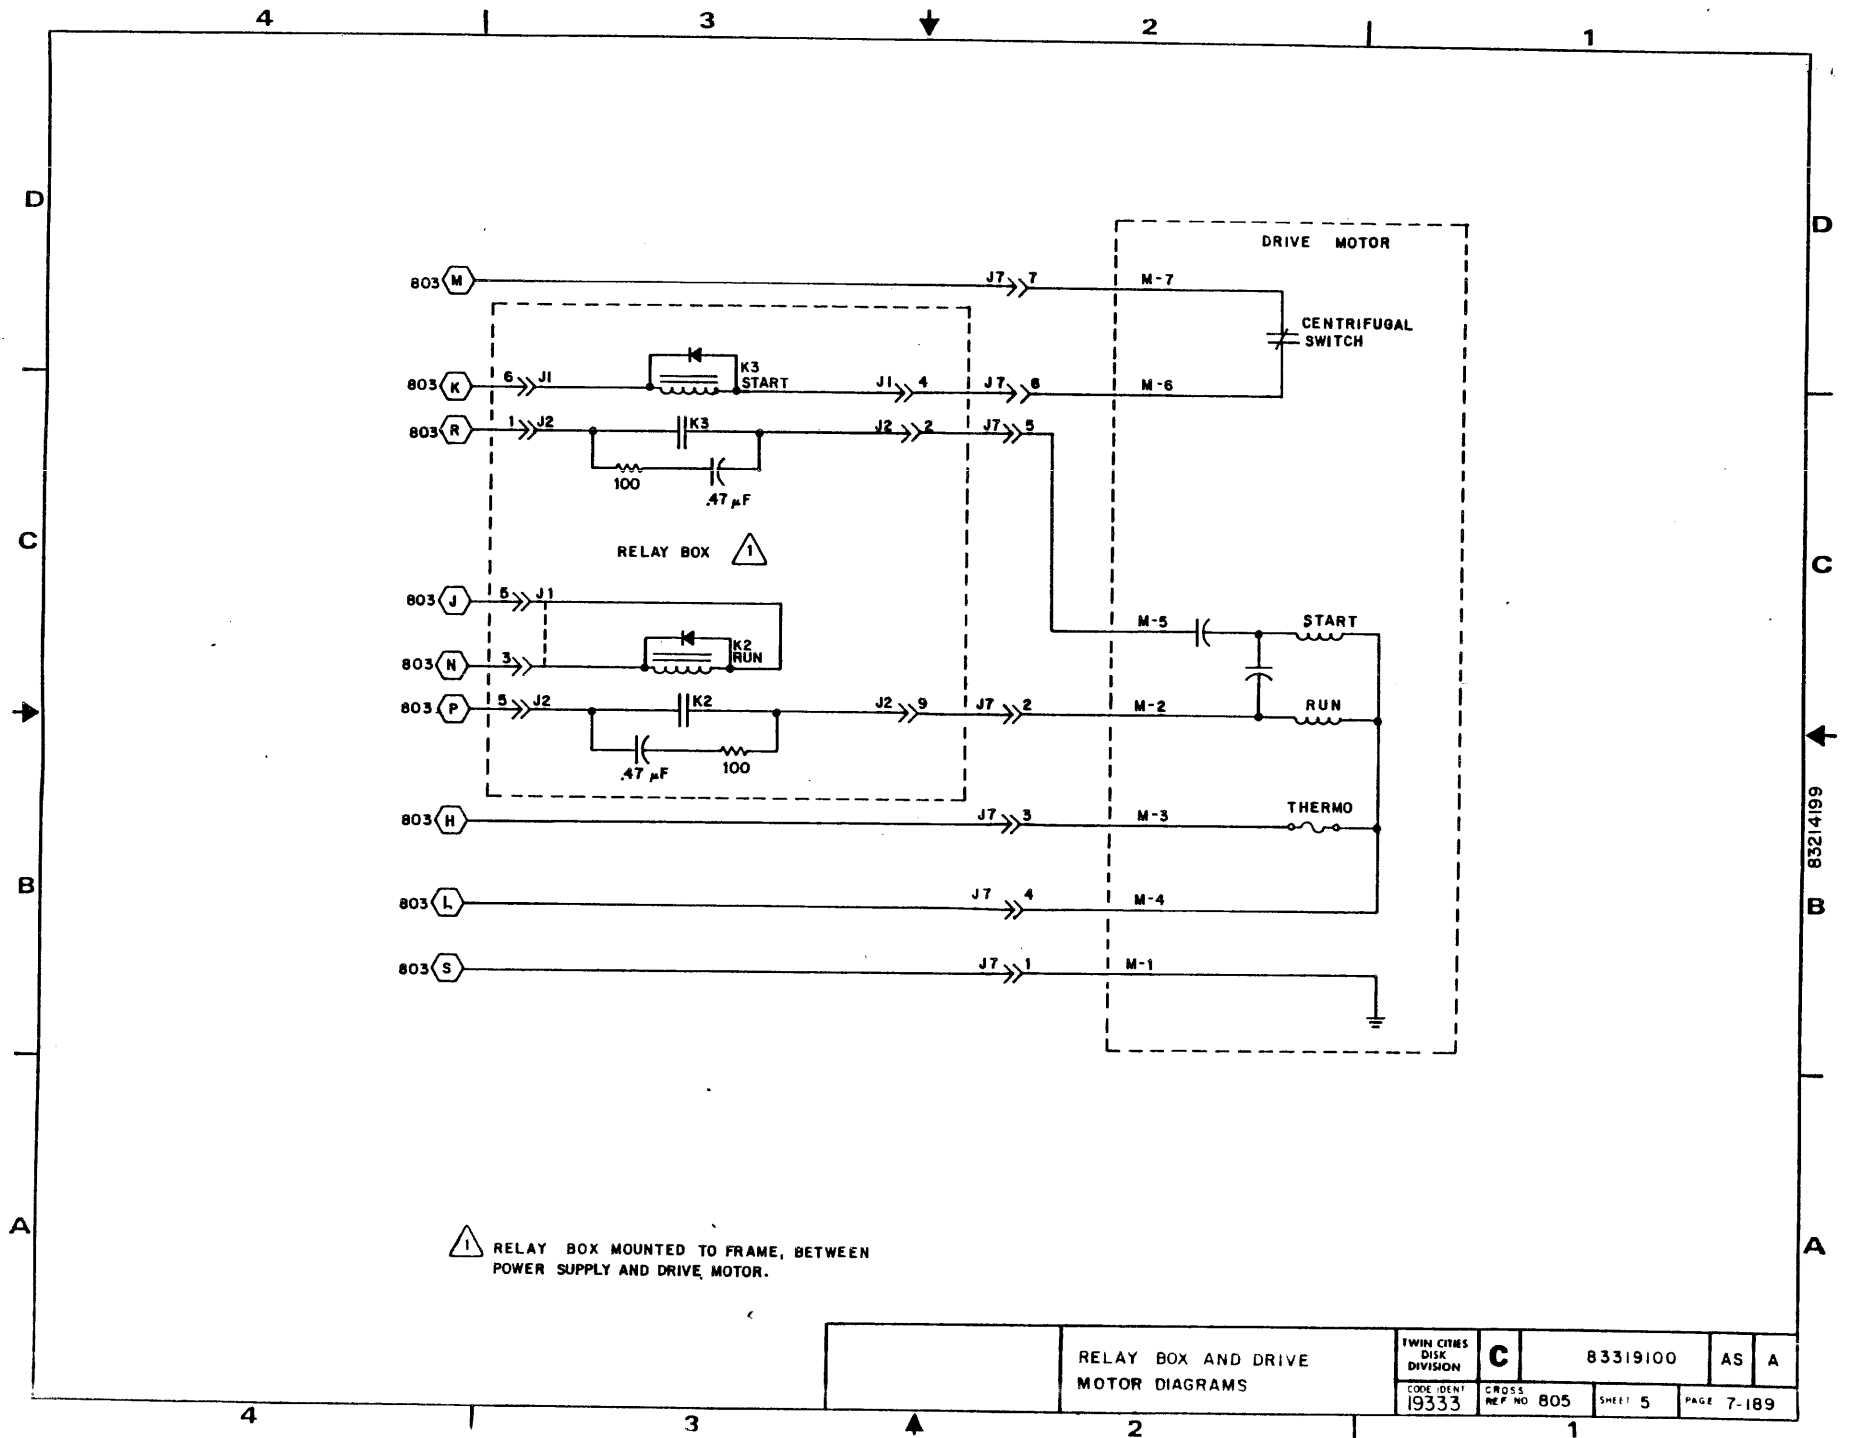 4 3 2 1
D D
DRIVE MOTOR
803 M J7 7 M-7
CENTRIFUGAL
SWITCH
K3
START
803 K 6 J1 J1 4 J7 6 M-6
803 R 1 J2 K3 J2 2 J7 5
100
.47 µF
RELAY BOX 1
C C
803 J 5 J1
M-5 START
K2
RUN
803 N 3
803 P 5 J2 K2 J2 9 J7 2 M-2 RUN
.47 µF 100
THERMO
803 H J7 3 M-3
83214199
B B
803 L J7 4 M-4
803 S J7 1 M-1
A A
1 RELAY BOX MOUNTED TO FRAME, BETWEEN
POWER SUPPLY AND DRIVE MOTOR.
RELAY BOX AND DRIVE
MOTOR DIAGRAMS
TWIN CITIES
DISK
DIVISION
C 83319100 AS A
CODE IDENT
19333
CROSS
REF NO 805 SHEET 5 PAGE 7-189
4 3 2 1